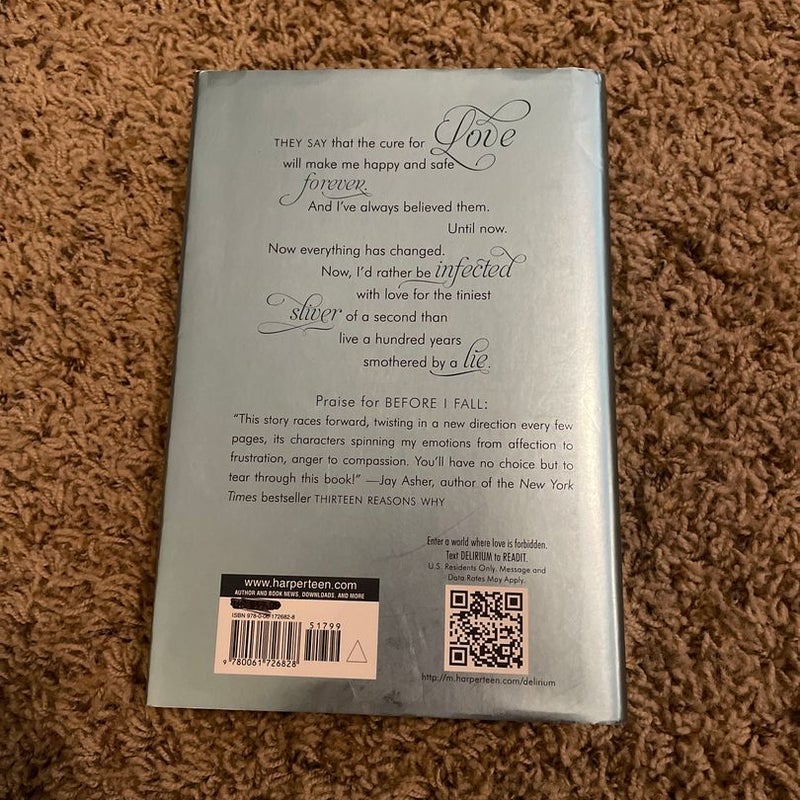 THEY SAY that the cure for Love
will make me happy and safe
forever.
And I've always believed them.
Until now.
Now everything has changed.
Now, I'd rather be infected
with love for the tiniest
sliver of a second than
live a hundred years
smothered by a lie.
Praise for BEFORE I FALL:
“This story races forward, twisting in a new direction every few
pages, its characters spinning my emotions from affection to
frustration, anger to compassion. You'll have no choice but to
tear through this book!” —Jay Asher, author of the New York
Times bestseller THIRTEEN REASONS WHY
Enter a world where love is forbidden.
Text DELIRIUM to READIT.
U.S. Residents Only. Message and
Data Rates May Apply.
www.harperteen.com
AUTHOR AND BOOK NEWS, DOWNLOADS, AND MORE
ISBN 978-0-06-172682-8
51799
9 780061 726828
http://m.harperteen.com/delirium